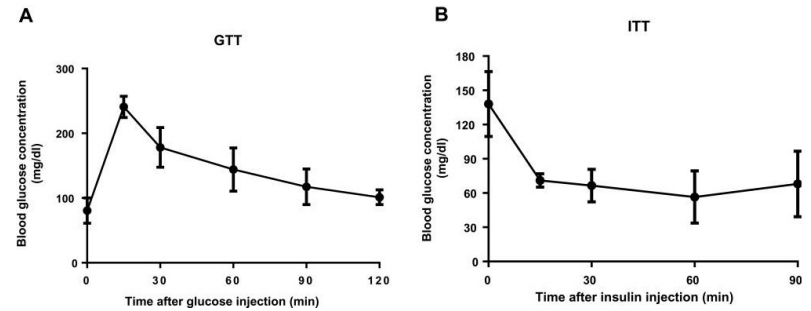 A
GTT
Blood glucose concentration
(mg/dl)
300
200
100
0
0 30 60 90 120
Time after glucose injection (min)
B
ITT
Blood glucose concentration
(mg/dl)
180
150
120
90
60
30
0
0 30 60 90
Time after insulin injection (min)